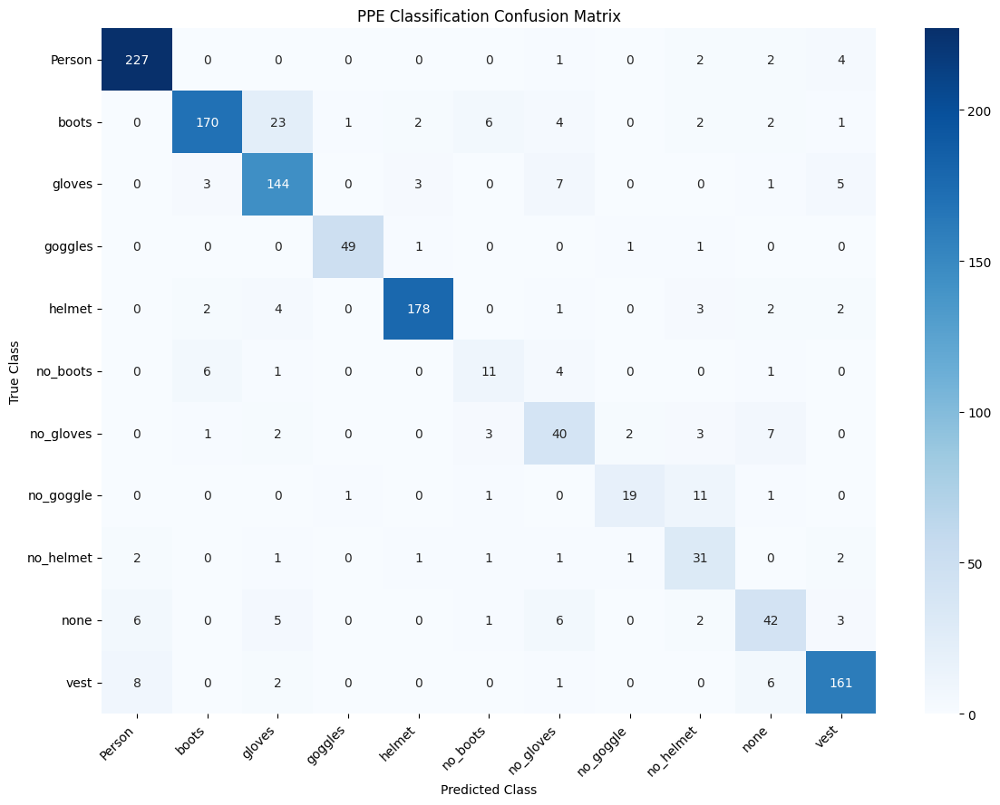 PPE Classification Confusion Matrix
True Class
Person 227 0 0 0 0 0 1 0 2 2 4
boots 0 170 23 1 2 6 4 0 2 2 1
gloves 0 3 144 0 3 0 7 0 0 1 5
goggles 0 0 0 49 1 0 0 1 1 0 0
helmet 0 2 4 0 178 0 1 0 3 2 2
no_boots 0 6 1 0 0 11 4 0 0 1 0
no_gloves 0 1 2 0 0 3 40 2 3 7 0
no_goggle 0 0 0 1 0 1 0 19 11 1 0
no_helmet 2 0 1 0 1 1 1 1 31 0 2
none 6 0 5 0 0 1 6 0 2 42 3
vest 8 0 2 0 0 0 1 0 0 6 161
Person boots gloves goggles helmet no_boots no_gloves no_goggle no_helmet none vest
Predicted Class
200
150
100
50
0